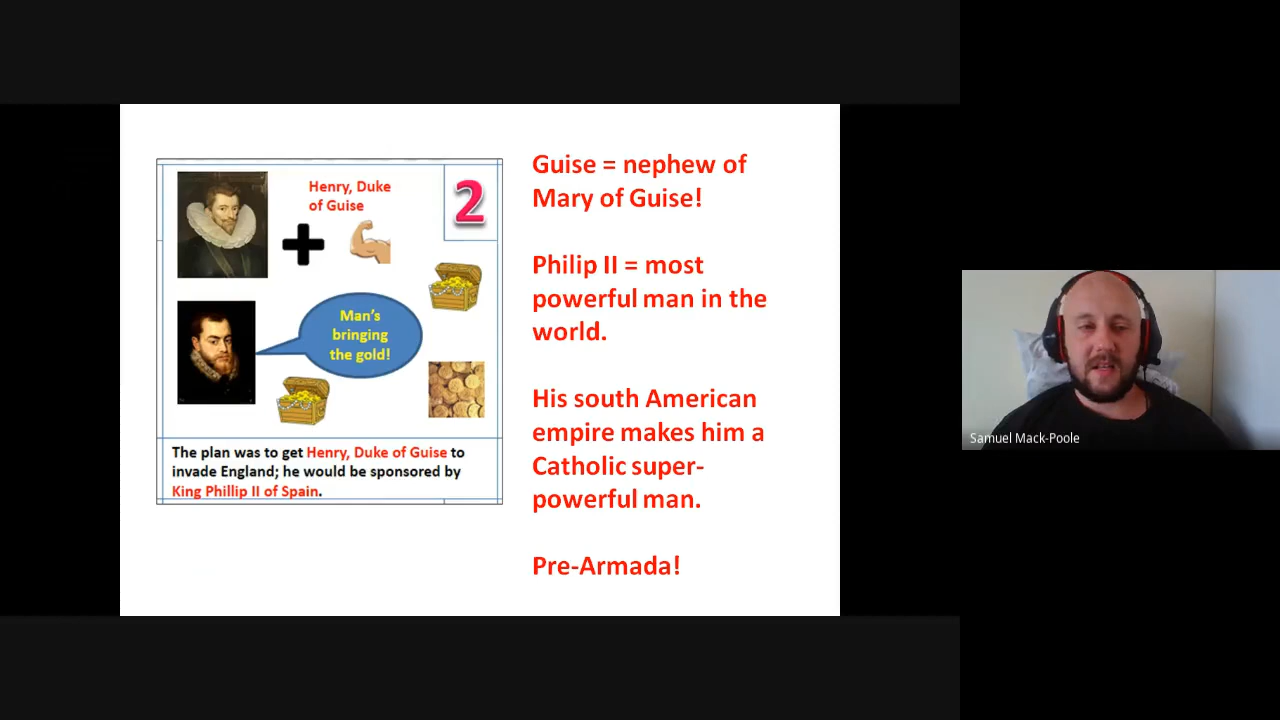 Henry, Duke
of Guise
2
Man's
bringing
the gold!
The plan was to get Henry, Duke of Guise to
invade England; he would be sponsored by
King Phillip II of Spain.
Guise = nephew of
Mary of Guise!
Philip II = most
powerful man in the
world.
His south American
empire makes him a
Catholic super-
powerful man.
Pre-Armada!
Samuel Mack-Poole